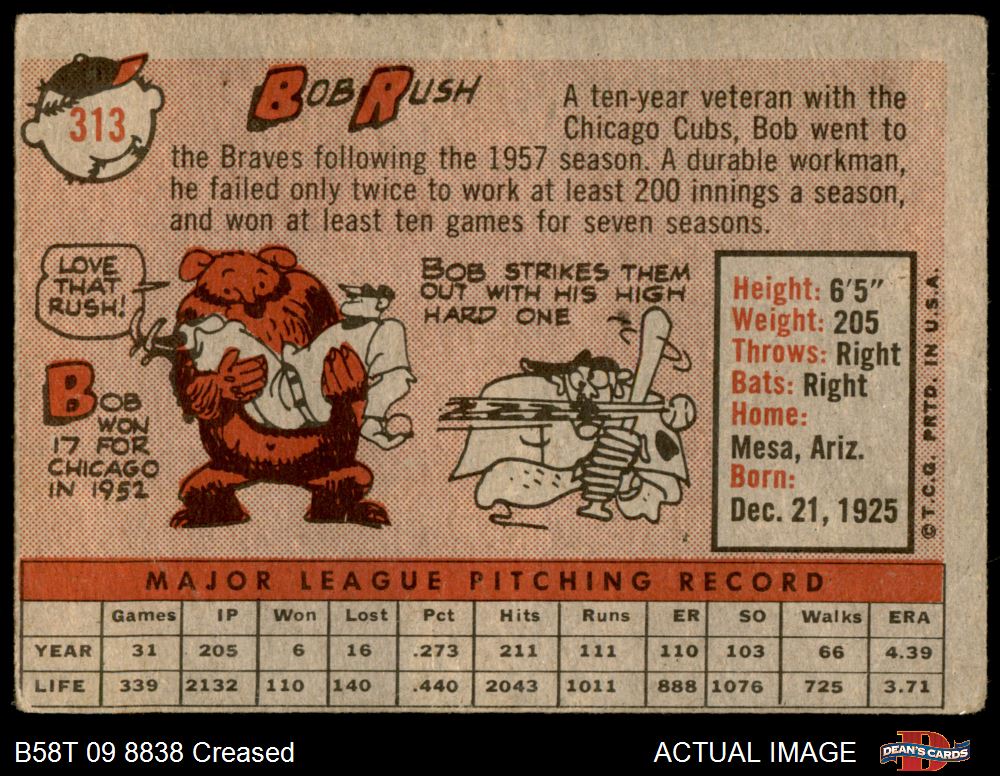 313
BOB RUSH
A ten-year veteran with the
Chicago Cubs, Bob went to
the Braves following the 1957 season. A durable workman,
he failed only twice to work at least 200 innings a season,
and won at least ten games for seven seasons.
LOVE
THAT
RUSH!
BOB
WON
17 FOR
CHICAGO
IN 1952
BOB STRIKES THEM
OUT WITH HIS HIGH
HARD ONE
ZZZZ
Height: 6'5"
Weight: 205
Throws: Right
Bats: Right
Home:
Mesa, Ariz.
Born:
Dec. 21, 1925
© T.C.G. PRTD. IN U.S.A.
MAJOR LEAGUE PITCHING RECORD
Games IP Won Lost Pct Hits Runs ER SO Walks ERA
YEAR 31 205 6 16 .273 211 111 110 103 66 4.39
LIFE 339 2132 110 140 .440 2043 1011 888 1076 725 3.71
B58T 09 8838 Creased
ACTUAL IMAGE
D
DEAN'S CARDS